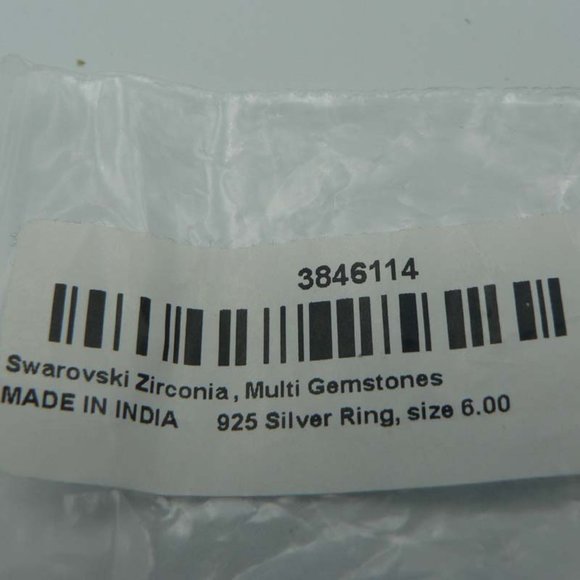 3846114
Swarovski Zirconia, Multi Gemstones
MADE IN INDIA 925 Silver Ring, size 6.00